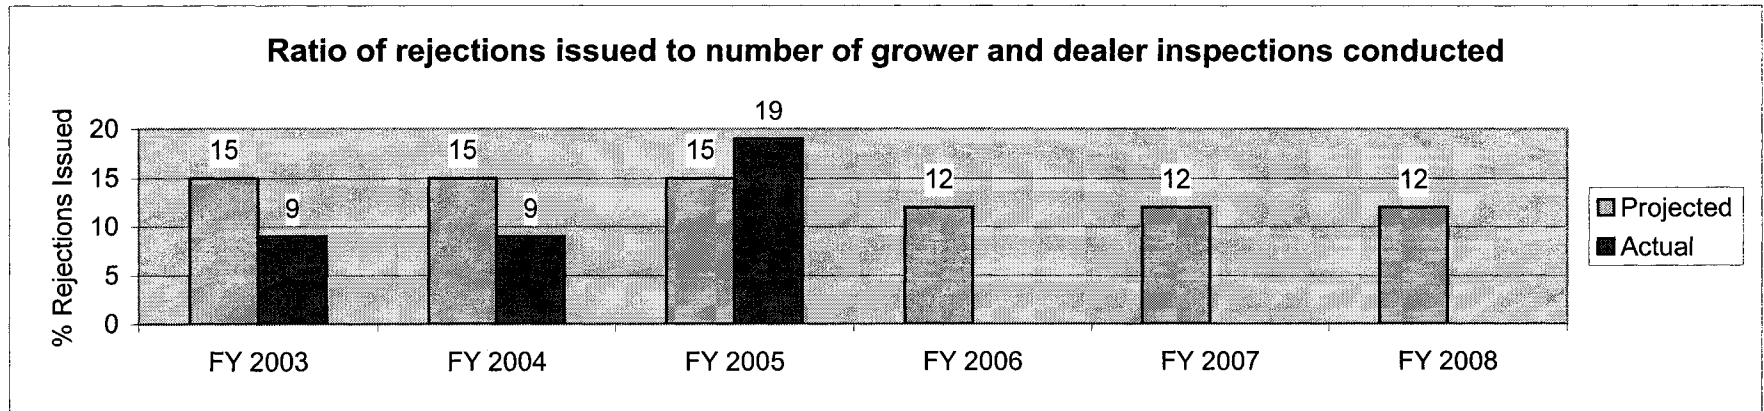 Ratio of rejections issued to number of grower and dealer inspections conducted
% Rejections Issued
20
15
10
5
0
15
9
15
9
15
19
12
12
12
FY 2003
FY 2004
FY 2005
FY 2006
FY 2007
FY 2008
Projected
Actual